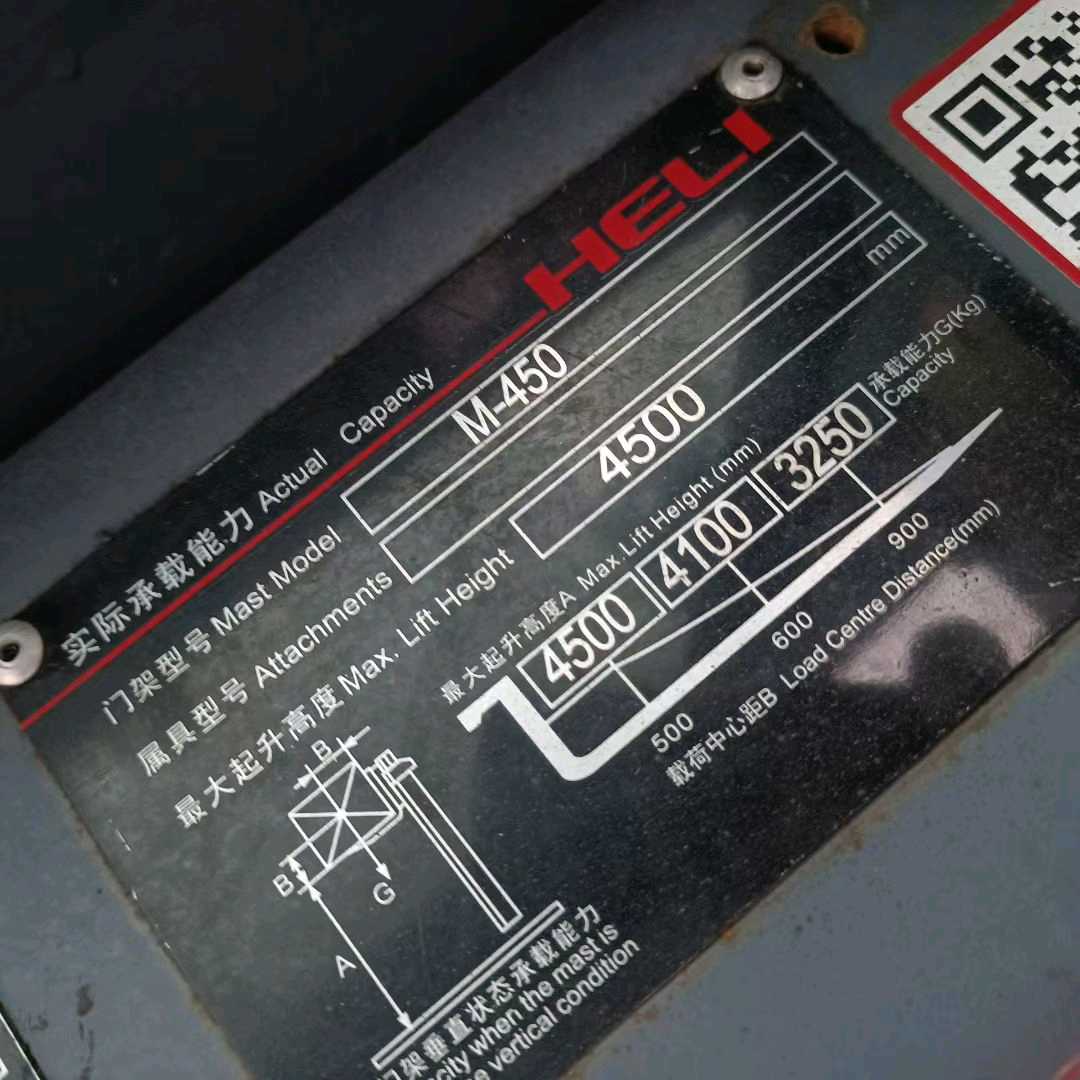 HELI
实际承载能力 Actual Capacity
门架型号 Mast Model M-450
属具型号 Attachments
最大起升高度 Max. Lift Height 4500 mm
最大起升高度A Max. Lift Height (mm)
4500 4100 3250 承载能力G(Kg)
Capacity
500 600 900
载荷中心距B Load Centre Distance(mm)
B
B
G
A
门架垂直状态承载能力
when the mast is
vertical condition